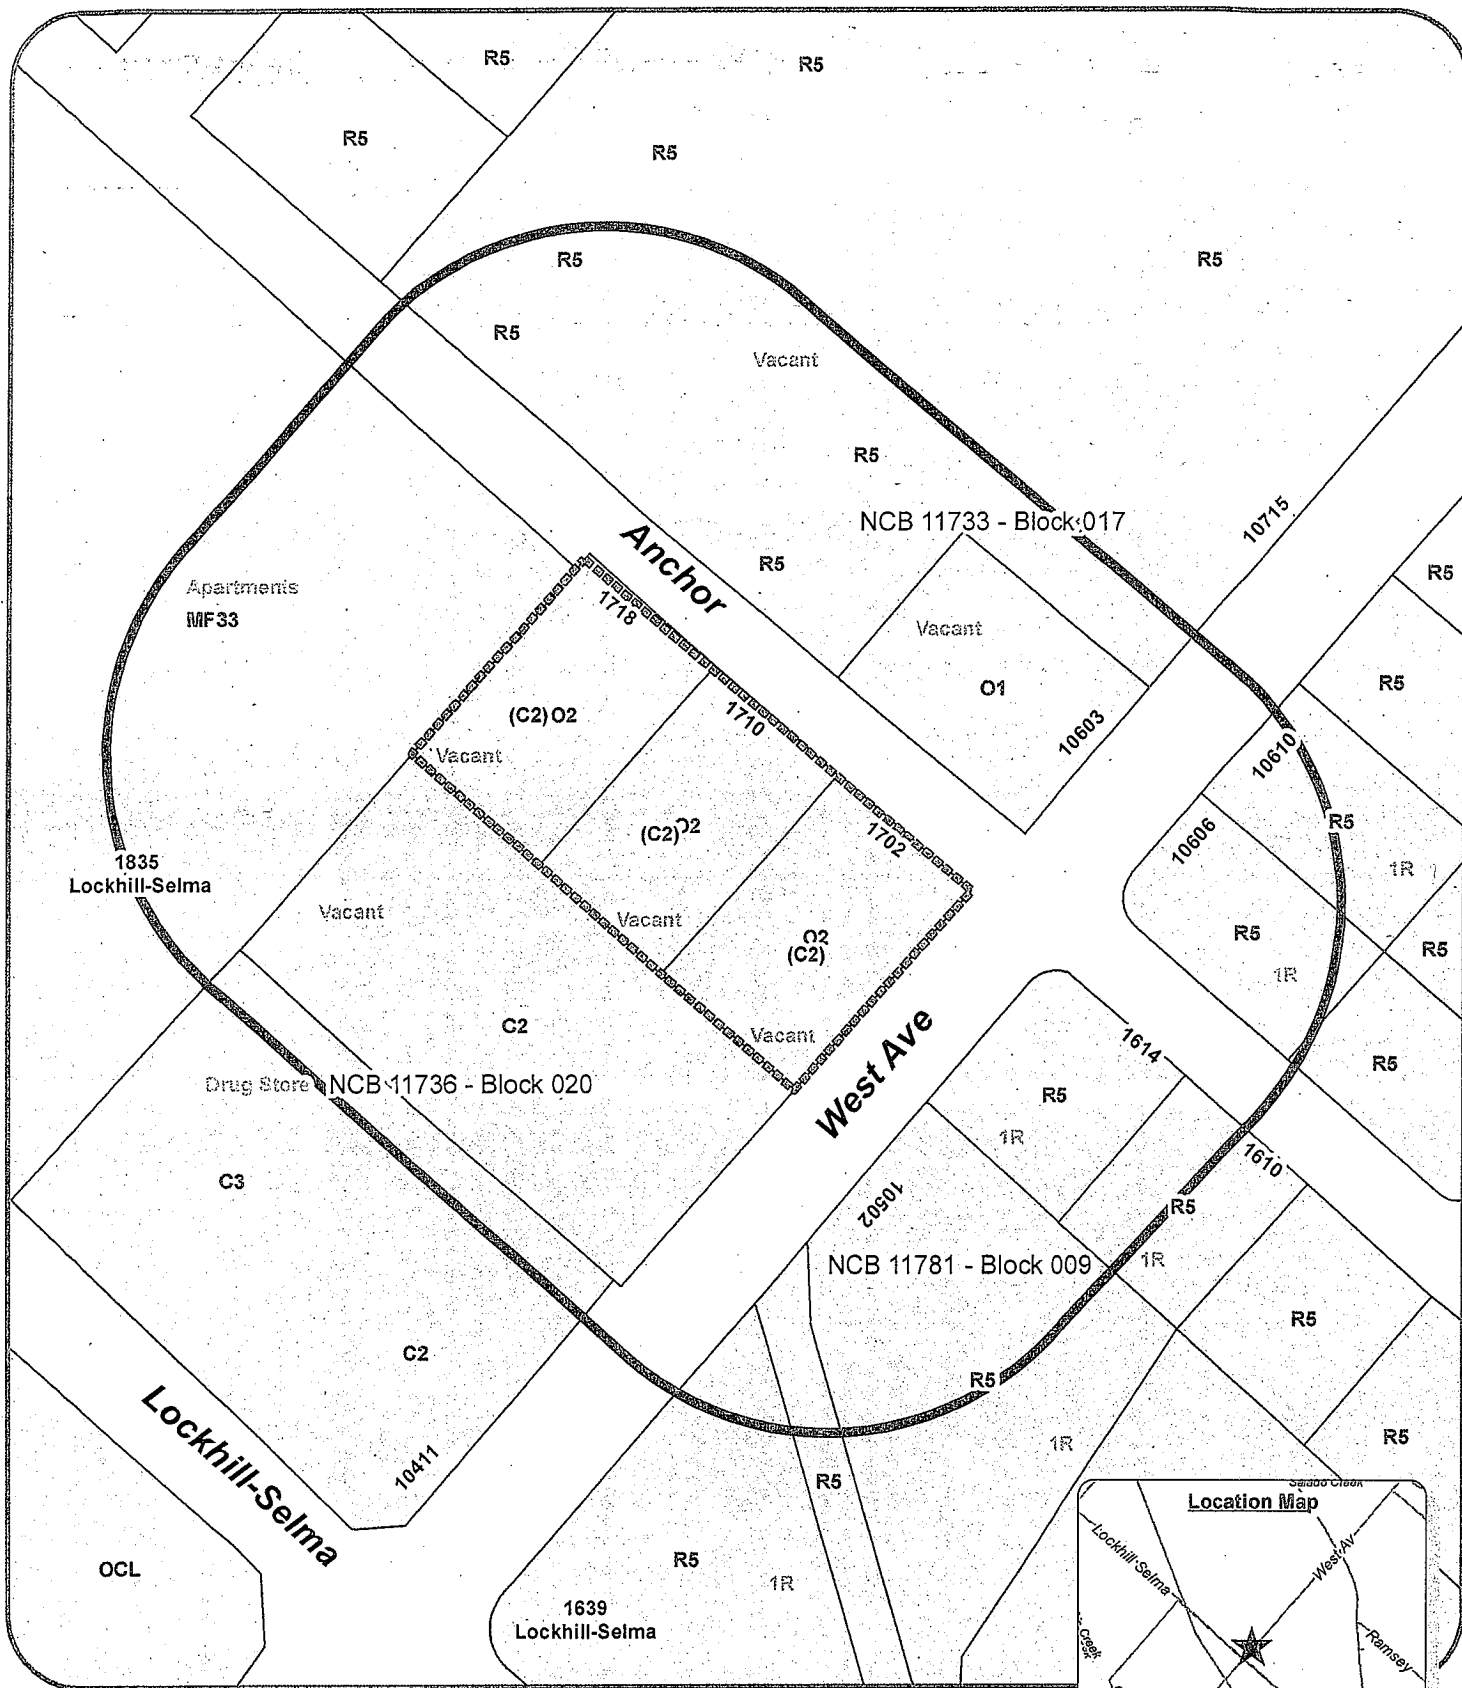 R5
R5
R5
R5
R5
R5
R5
Vacant
R5
NCB 11733 - Block 017
10715
Anchor
R5
R5
Apartments
MF33
1718
Vacant
R5
O1
(C2) O2
1710
10603
10610
Vacant
(C2) O2
1702
10606
R5
1835
Lockhill-Selma
1R
Vacant
Vacant
O2
(C2)
R5
R5
1R
C2
Vacant
West Ave
1614
R5
Drug Store
NCB 11736 - Block 020
R5
1R
1610
C3
10502
R5
NCB 11781 - Block 009
1R
R5
C2
R5
Lockhill-Selma
10411
1R
R5
R5
Salado Creek
Location Map
Lockhill Selma
West Av
OCL
R5
1R
1639
Lockhill-Selma
Creek
Ramsey